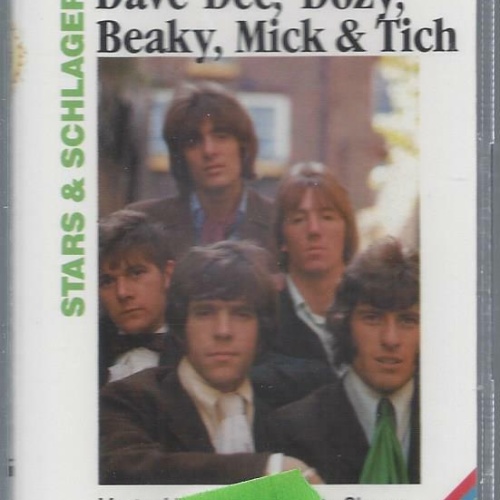 Dave Dee, Dozy,
Beaky, Mick & Tich
STARS & SCHLAGER